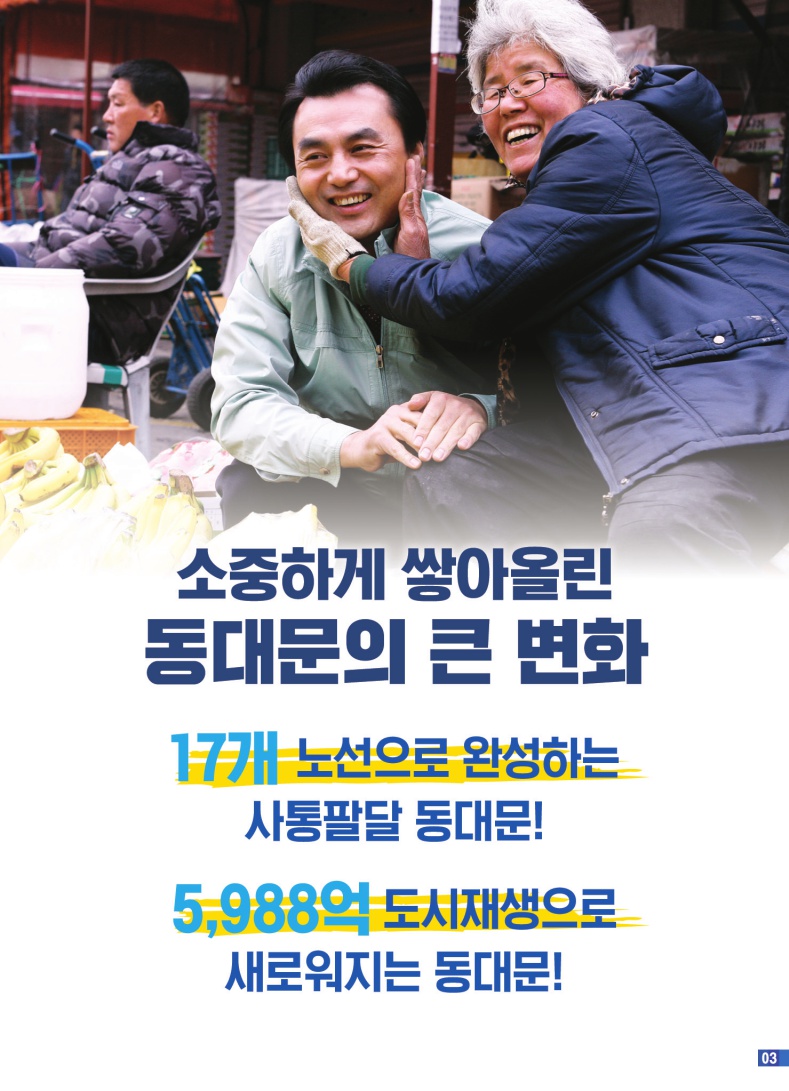 소중하게 쌓아올린
동대문의 큰 변화
17개 노선으로 완성하는
사통팔달 동대문!
5,988억 도시재생으로
새로워지는 동대문!
03